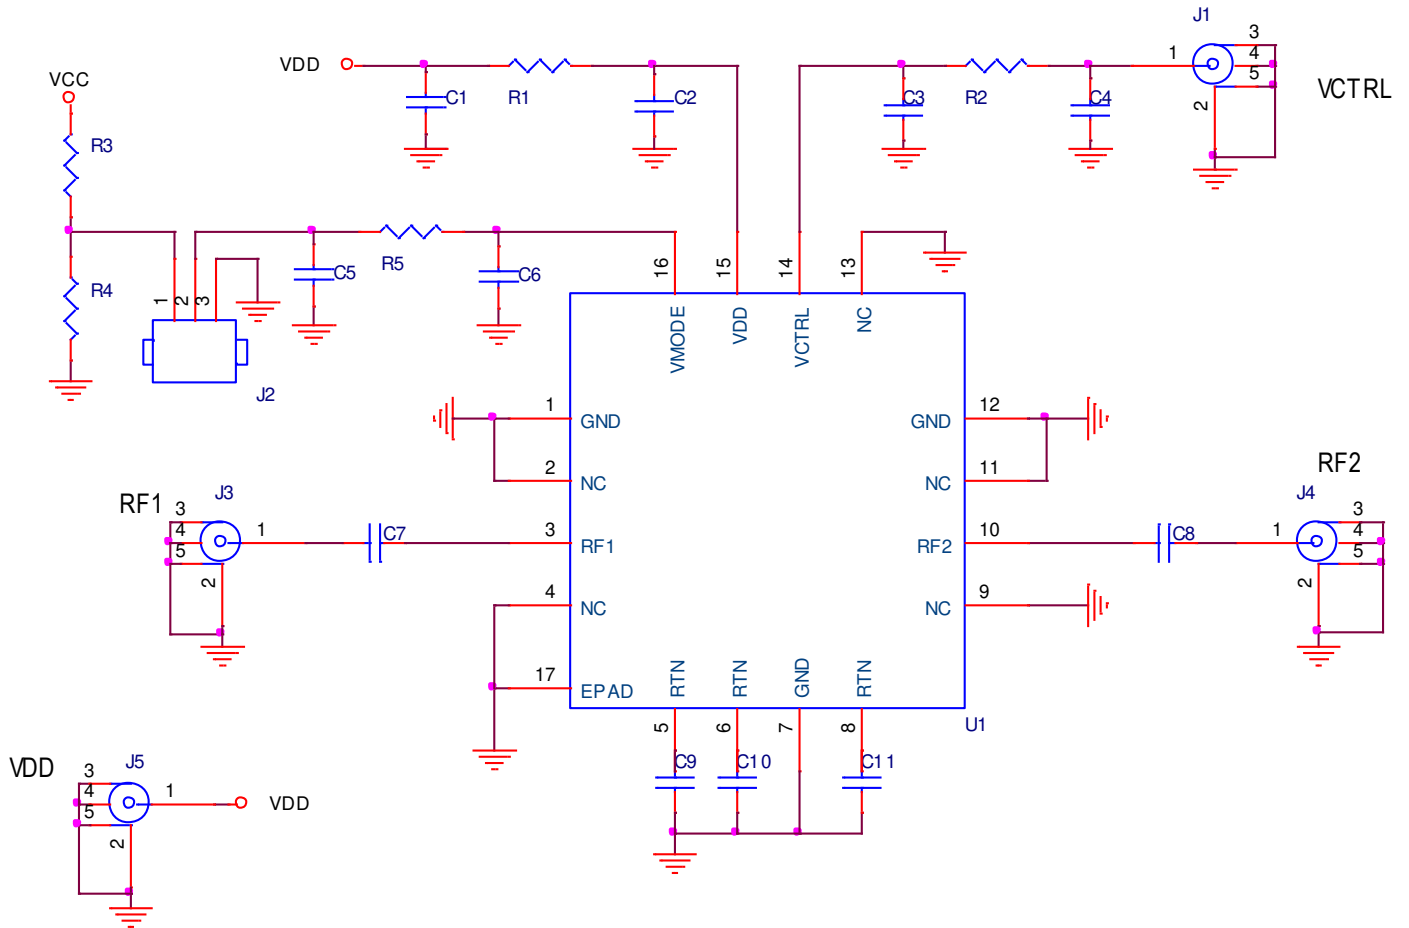 J1
3
1
4
5
VCTRL
2
VDD
C1
R1
C2
C3
R2
C4
VCC
R3
R4
1
2
3
J2
C5
R5
C6
16
15
14
13
VMODE
VDD
VCTRL
NC
1
GND
2
NC
3
RF1
4
NC
17
EPAD
12
GND
11
NC
10
RF2
9
NC
RF1
J3
3
4
5
1
2
C7
C8
RF2
J4
3
1
4
5
2
RTN
RTN
GND
RTN
U1
5
6
7
8
C9
C10
C11
VDD
J5
3
4
5
1
2
VDD